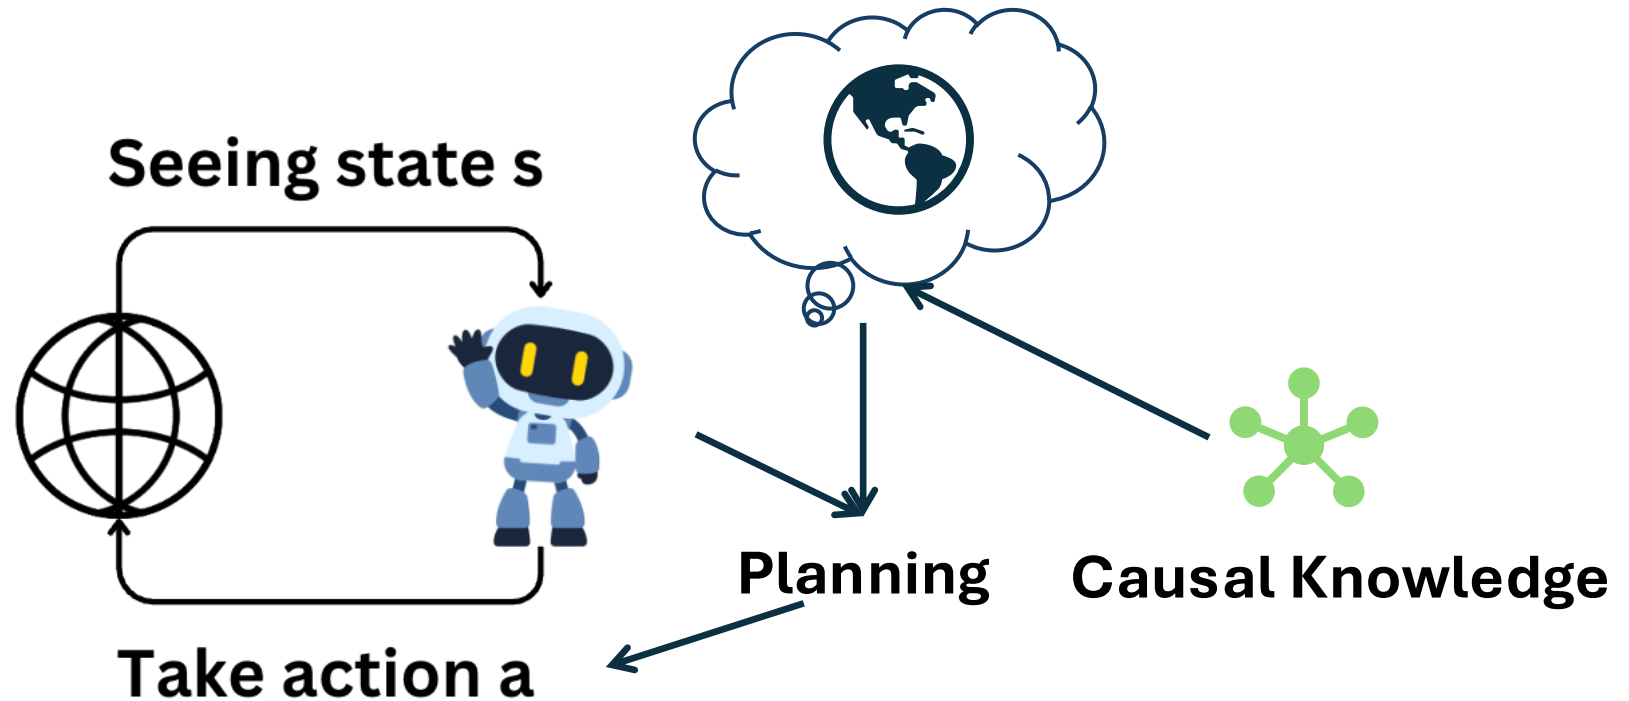 Seeing state s
Planning
Causal Knowledge
Take action a